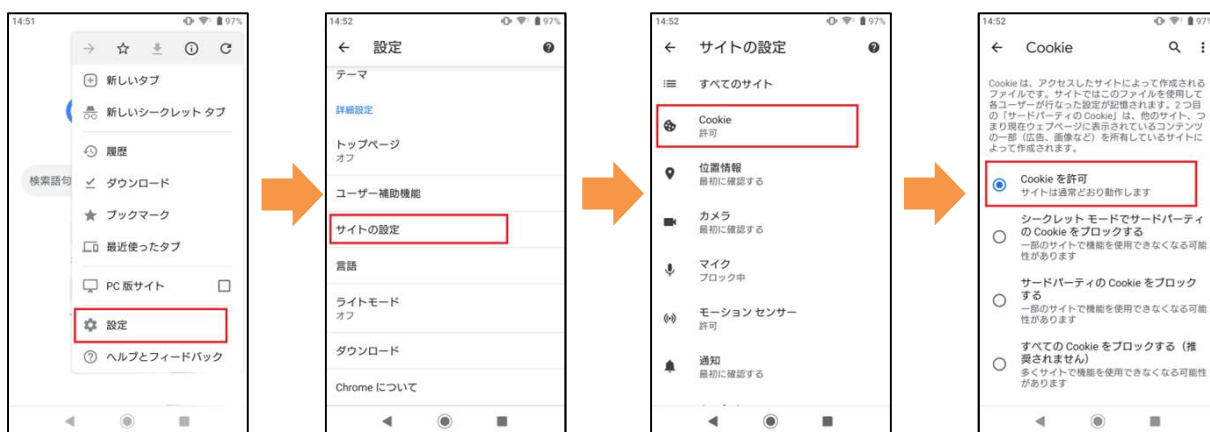 14:51
97%
新しいタブ
新しいシークレット タブ
履歴
検索語句
ダウンロード
ブックマーク
最近使ったタブ
PC 版サイト
設定
ヘルプとフィードバック
14:52
97%
設定
テーマ
詳細設定
トップページ
オフ
ユーザー補助機能
サイトの設定
言語
ライトモード
オフ
ダウンロード
Chrome について
14:52
97%
サイトの設定
すべてのサイト
Cookie
許可
位置情報
最初に確認する
カメラ
最初に確認する
マイク
ブロック中
モーション センサー
許可
通知
最初に確認する
14:52
97%
Cookie
Cookie は、アクセスしたサイトによって作成される
ファイルです。サイトではこのファイルを使用して
各ユーザーが行なった設定が記憶されます。2 つ目
の「サードパーティの Cookie」は、他のサイト、つ
まり現在ウェブページに表示されているコンテンツ
の一部（広告、画像など）を所有しているサイトに
よって作成されます。
Cookie を許可
サイトは通常どおり動作します
シークレット モードでサードパーティ
の Cookie をブロックする
一部のサイトで機能を使用できなくなる可能
性があります
サードパーティの Cookie をブロック
する
一部のサイトで機能を使用できなくなる可能
性があります
すべての Cookie をブロックする（推
奨されません）
多くサイトで機能を使用できなくなる可能性
があります